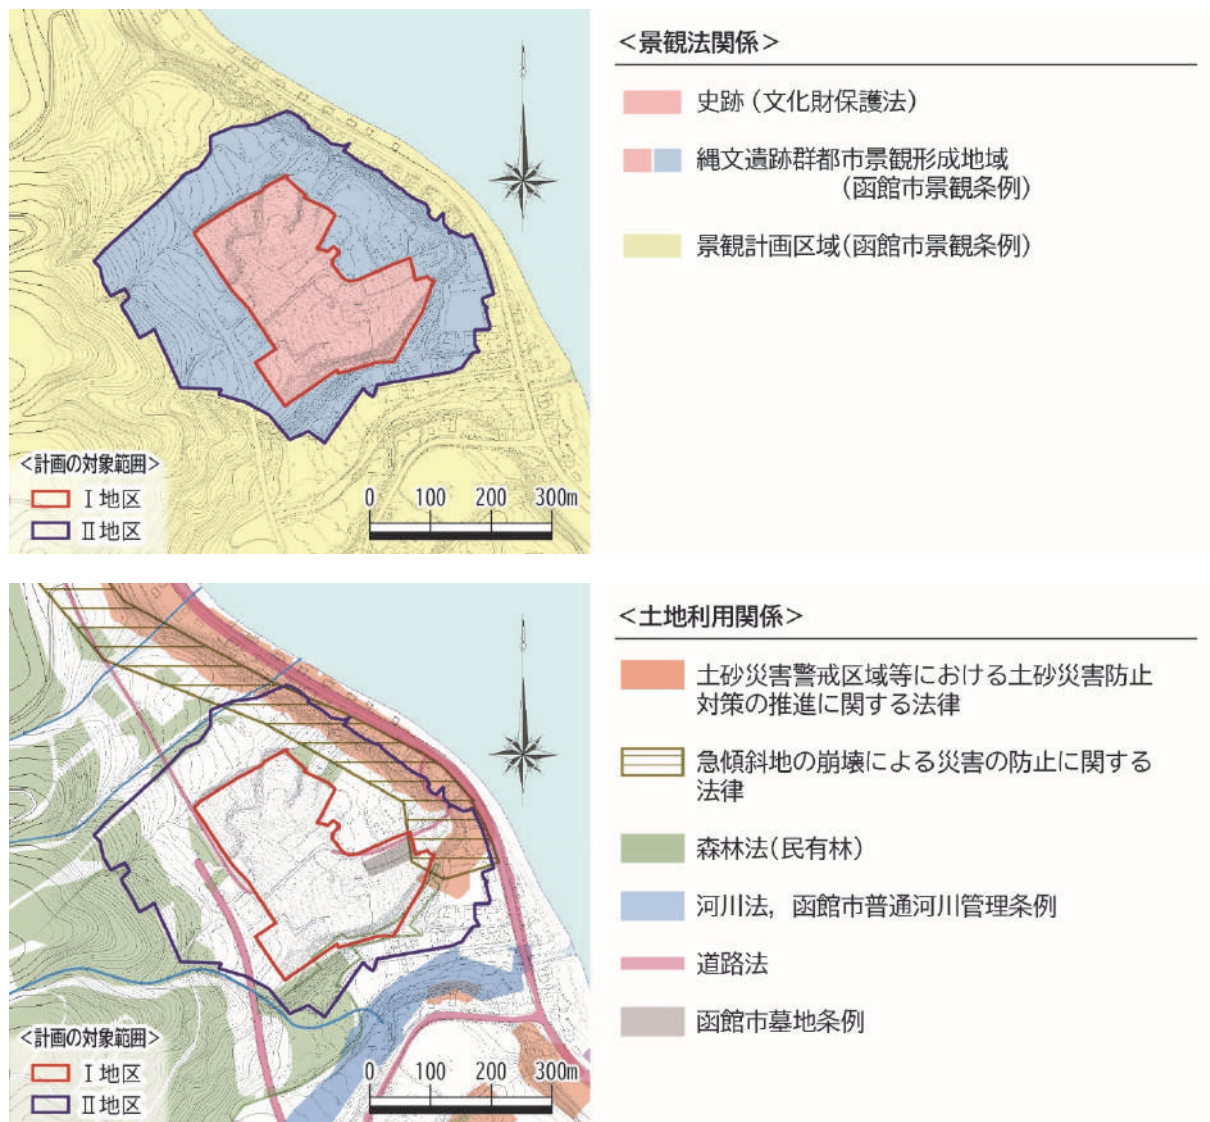 <景観法関係>
史跡(文化財保護法)
縄文遺跡群都市景観形成地域
(函館市景観条例)
景観計画区域(函館市景観条例)
<計画の対象範囲>
Ⅰ地区
Ⅱ地区
0 100 200 300m
<土地利用関係>
土砂災害警戒区域等における土砂災害防止
対策の推進に関する法律
急傾斜地の崩壊による災害の防止に関する
法律
森林法(民有林)
河川法，函館市普通河川管理条例
道路法
函館市墓地条例
<計画の対象範囲>
Ⅰ地区
Ⅱ地区
0 100 200 300m